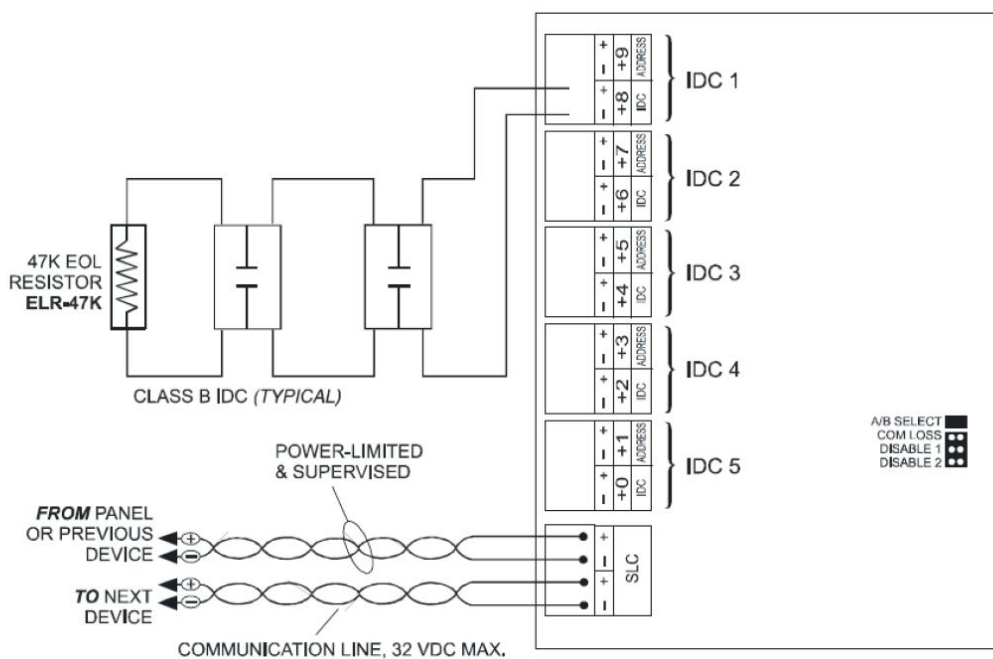 + − +9 ADDRESS
+ − +8 IDC
IDC 1
+ − +7 ADDRESS
+ − +6 IDC
IDC 2
+ − +5 ADDRESS
+ − +4 IDC
IDC 3
+ − +3 ADDRESS
+ − +2 IDC
IDC 4
+ − +1 ADDRESS
+ − +0 IDC
IDC 5
47K EOL
RESISTOR
ELR-47K
CLASS B IDC (TYPICAL)
A/B SELECT
COM LOSS
DISABLE 1
DISABLE 2
POWER-LIMITED
& SUPERVISED
FROM PANEL
OR PREVIOUS
DEVICE
+
−
TO NEXT
DEVICE
+
−
+
−
+
−
SLC
COMMUNICATION LINE, 32 VDC MAX.